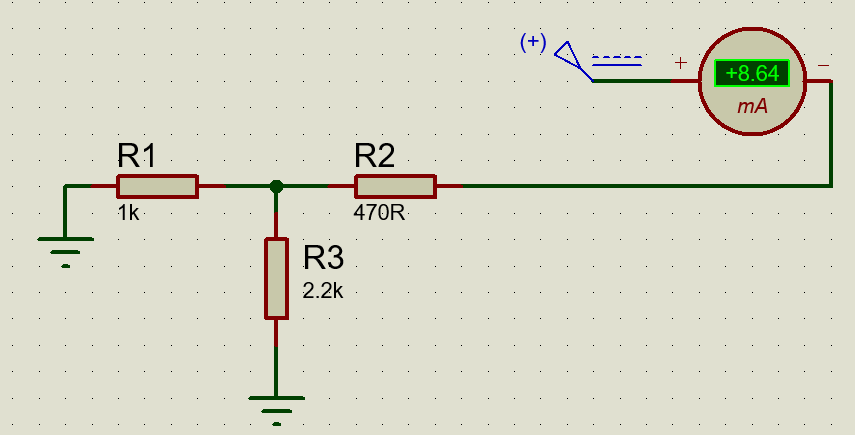 (+)
+ −
+8.64
mA
R1
1k
R2
470R
R3
2.2k